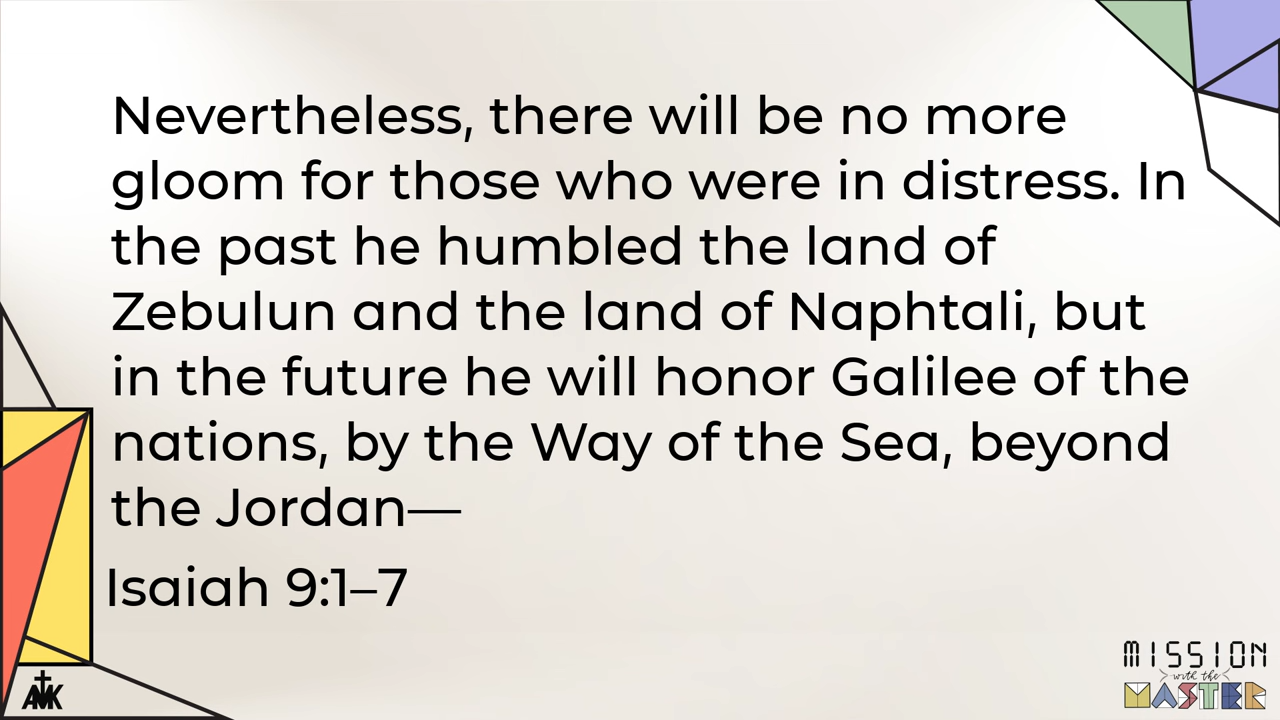 Nevertheless, there will be no more
gloom for those who were in distress. In
the past he humbled the land of
Zebulun and the land of Naphtali, but
in the future he will honor Galilee of the
nations, by the Way of the Sea, beyond
the Jordan—
Isaiah 9:1–7
MISSION
with the
MASTER
AMK